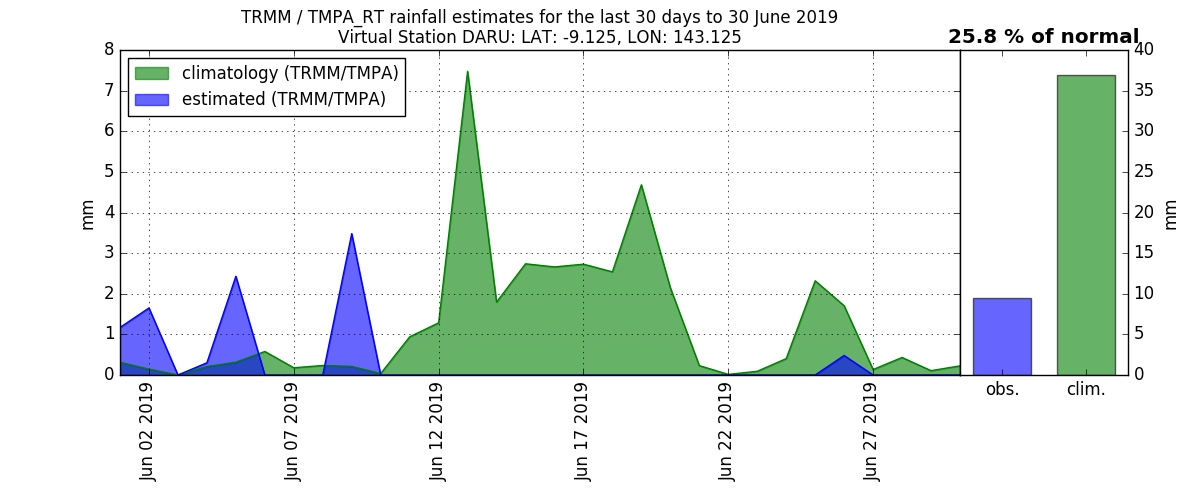 TRMM / TMPA_RT rainfall estimates for the last 30 days to 30 June 2019
Virtual Station DARU: LAT: -9.125, LON: 143.125
25.8 % of normal
climatology (TRMM/TMPA)
estimated (TRMM/TMPA)
8
7
6
5
4
3
2
1
0
mm
Jun 02 2019
Jun 07 2019
Jun 12 2019
Jun 17 2019
Jun 22 2019
Jun 27 2019
obs.
clim.
40
35
30
25
20
15
10
5
0
mm